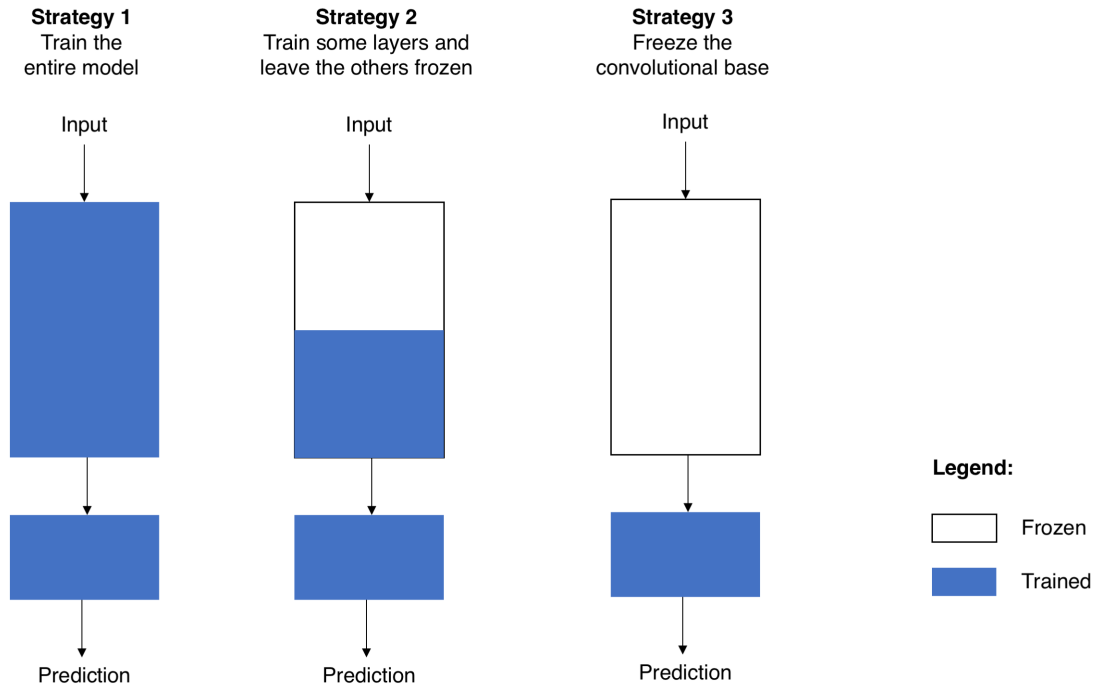 Strategy 1
Train the
entire model
Input
Prediction
Strategy 2
Train some layers and
leave the others frozen
Input
Prediction
Strategy 3
Freeze the
convolutional base
Input
Prediction
Legend:
Frozen
Trained